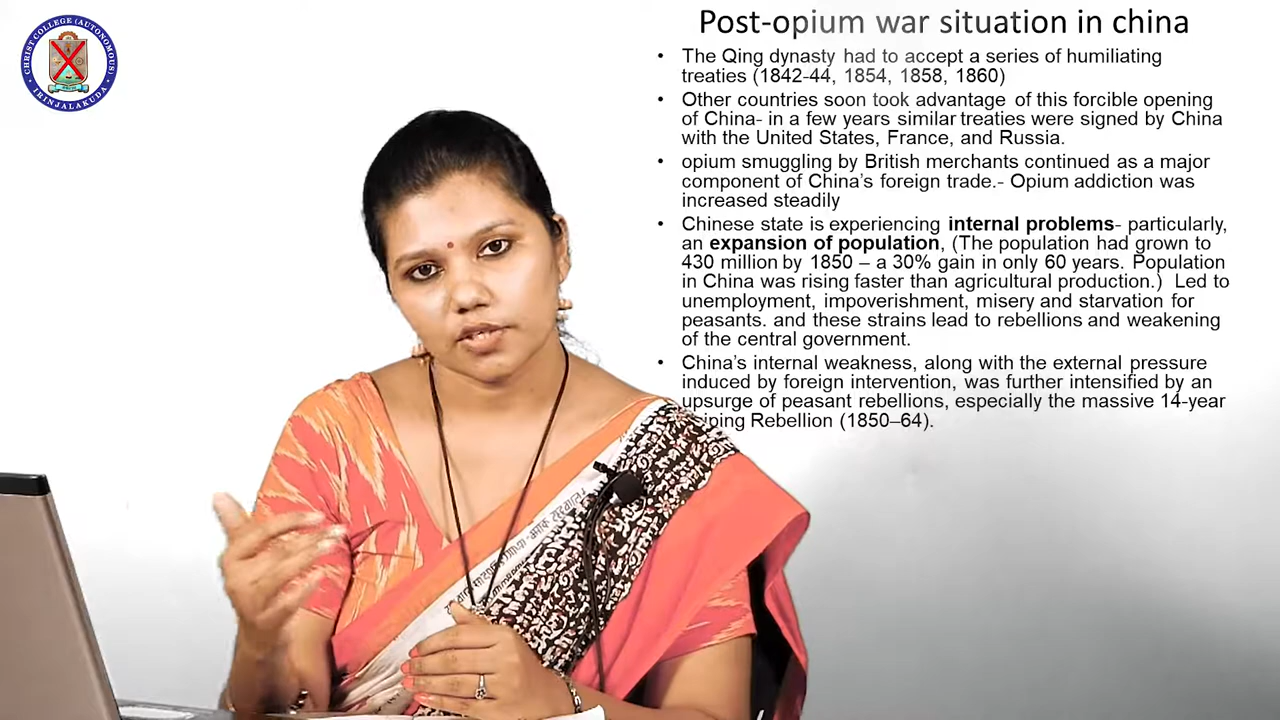 CHRIST COLLEGE (AUTONOMOUS)
IRINJALAKUDA
Post-opium war situation in china
• The Qing dynasty had to accept a series of humiliating
treaties (1842-44, 1854, 1858, 1860)
• Other countries soon took advantage of this forcible opening
of China- in a few years similar treaties were signed by China
with the United States, France, and Russia.
• opium smuggling by British merchants continued as a major
component of China's foreign trade.- Opium addiction was
increased steadily
• Chinese state is experiencing internal problems- particularly,
an expansion of population, (The population had grown to
430 million by 1850 – a 30% gain in only 60 years. Population
in China was rising faster than agricultural production.) Led to
unemployment, impoverishment, misery and starvation for
peasants. and these strains lead to rebellions and weakening
of the central government.
• China's internal weakness, along with the external pressure
induced by foreign intervention, was further intensified by an
upsurge of peasant rebellions, especially the massive 14-year
Rebellion (1850–64).